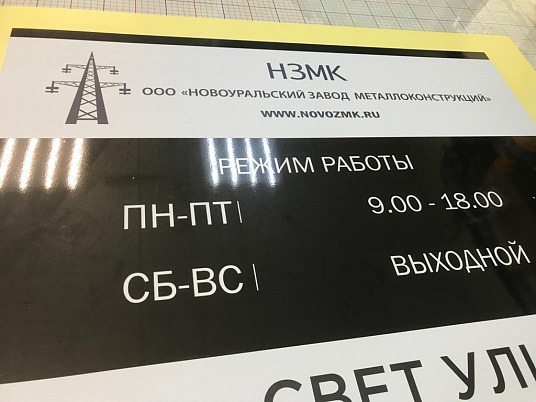 НЗМК
ООО «НОВОУРАЛЬСКИЙ ЗАВОД МЕТАЛЛОКОНСТРУКЦИЙ»
WWW.NOVOZMK.RU
РЕЖИМ РАБОТЫ
ПН-ПТ 9.00 - 18.00
СБ-ВС ВЫХОДНОЙ
СВЕТ